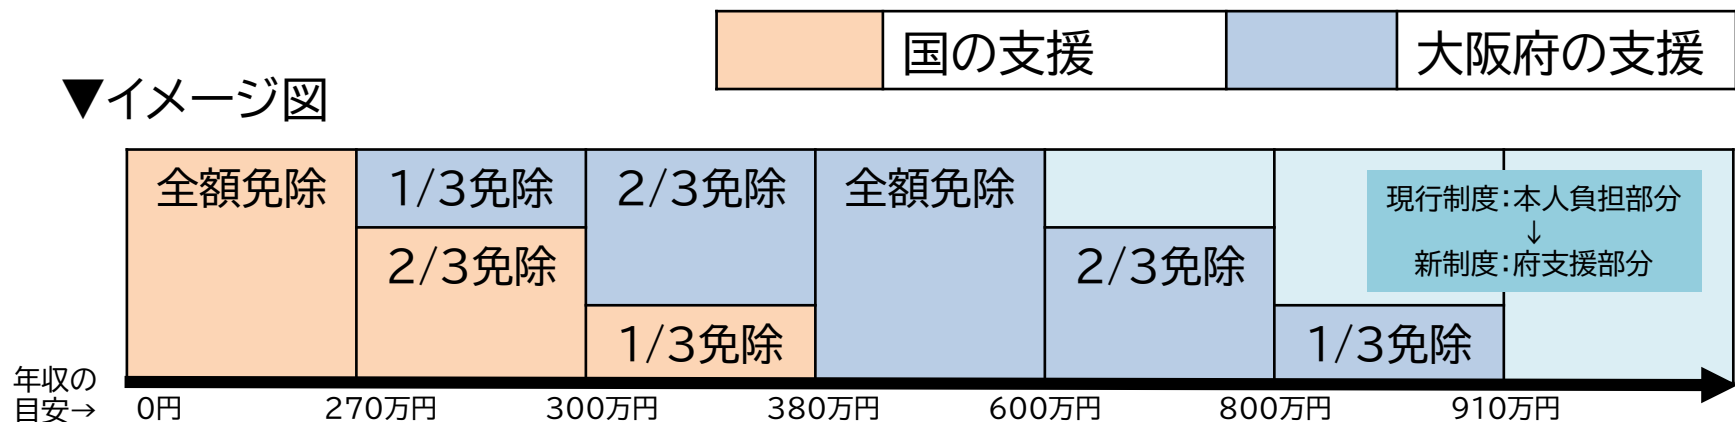 国の支援
大阪府の支援
▼イメージ図
全額免除
1/3免除
2/3免除
全額免除
現行制度:本人負担部分
↓
新制度:府支援部分
2/3免除
2/3免除
1/3免除
1/3免除
年収の
目安→
0円
270万円
300万円
380万円
600万円
800万円
910万円